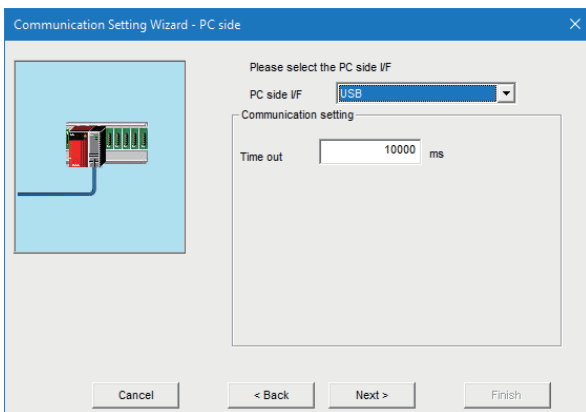 Communication Setting Wizard - PC side
Please select the PC side I/F
PC side I/F USB
Communication setting
Time out 10000 ms
Cancel < Back Next > Finish